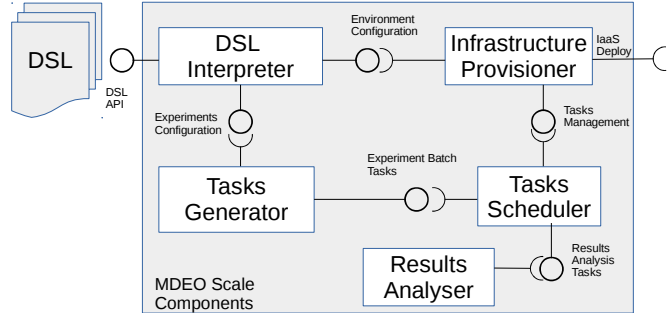 DSL
DSL
API
DSL
Interpreter
Environment
Configuration
Infrastructure
Provisioner
IaaS
Deploy
Experiments
Configuration
Tasks
Management
Tasks
Generator
Experiment Batch
Tasks
Tasks
Scheduler
Results
Analyser
Results
Analysis
Tasks
MDEO Scale
Components